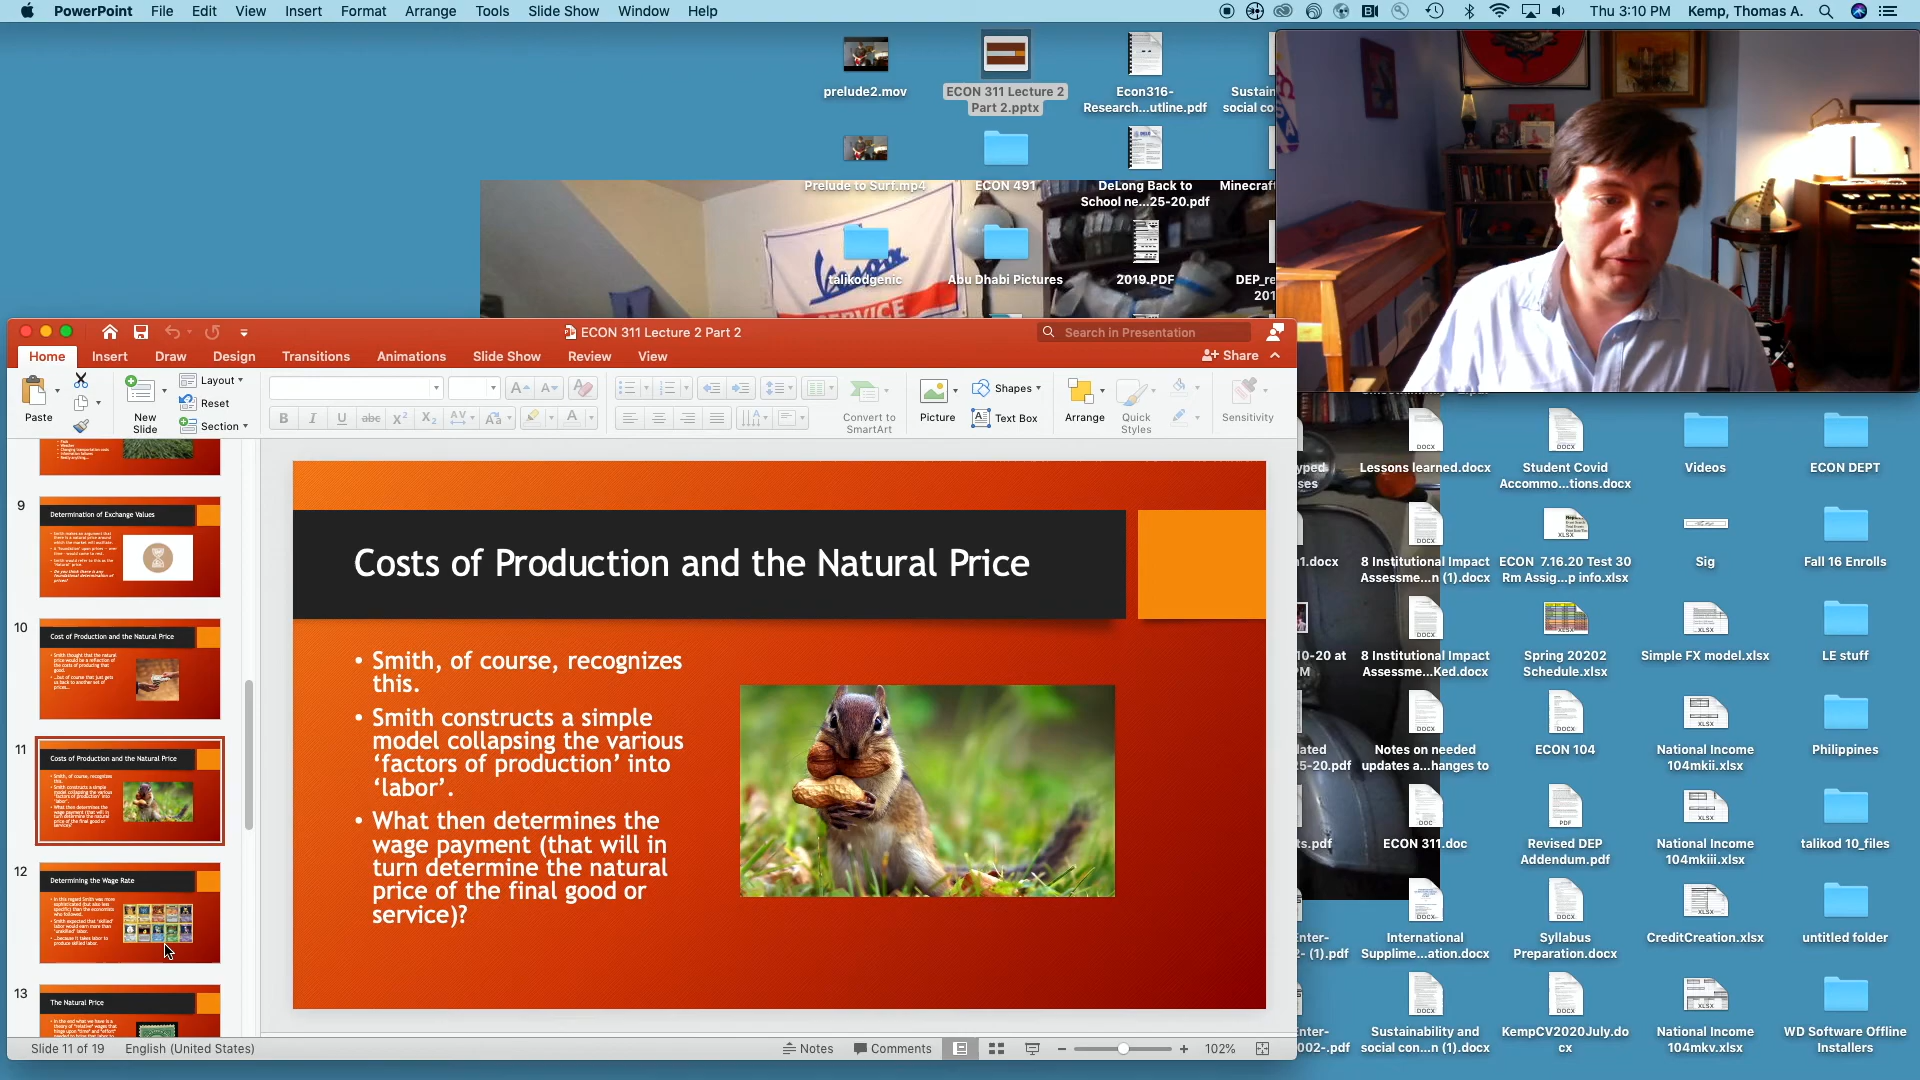 PowerPoint File Edit View Insert Format Arrange Tools Slide Show Window Help
Thu 3:10 PM Kemp, Thomas A.
prelude2.mov
ECON 311 Lecture 2
Part 2.pptx
Econ316-
Research...utline.pdf
Sustain
social co
Prelude to Surf.mp4
ECON 491
DeLong Back to
School ne...25-20.pdf
Minecraf
talikodgenic
Abu Dhabi Pictures
2019.PDF
DEP_re
201
Vespa
SERVICE
ECON 311 Lecture 2 Part 2
Search in Presentation
Home Insert Draw Design Transitions Animations Slide Show Review View
Share
Paste
New
Slide
Layout
Reset
Section
Convert to
SmartArt
Picture
Shapes
Text Box
Arrange
Quick
Styles
Sensitivity
9
Determination of Exchange Values
10
Cost of Production and the Natural Price
11
Costs of Production and the Natural Price
12
Determining the Wage Rate
13
The Natural Price
Costs of Production and the Natural Price
• Smith, of course, recognizes
this.
• Smith constructs a simple
model collapsing the various
‘factors of production’ into
‘labor’.
• What then determines the
wage payment (that will in
turn determine the natural
price of the final good or
service)?
Slide 11 of 19 English (United States)
Notes Comments 102%
Lessons learned.docx
Student Covid
Accommo...tions.docx
Videos
ECON DEPT
8 Institutional Impact
Assessme...n (1).docx
ECON 7.16.20 Test 30
Rm Assig...p info.xlsx
Sig
Fall 16 Enrolls
8 Institutional Impact
Assessme...Ked.docx
Spring 20202
Schedule.xlsx
Simple FX model.xlsx
LE stuff
Notes on needed
updates a...hanges to
ECON 104
National Income
104mkii.xlsx
Philippines
ECON 311.doc
Revised DEP
Addendum.pdf
National Income
104mkiii.xlsx
talikod 10_files
International
Supplime...ation.docx
Syllabus
Preparation.docx
CreditCreation.xlsx
untitled folder
Sustainability and
social con...n (1).docx
KempCV2020July.do
cx
National Income
104mkv.xlsx
WD Software Offline
Installers